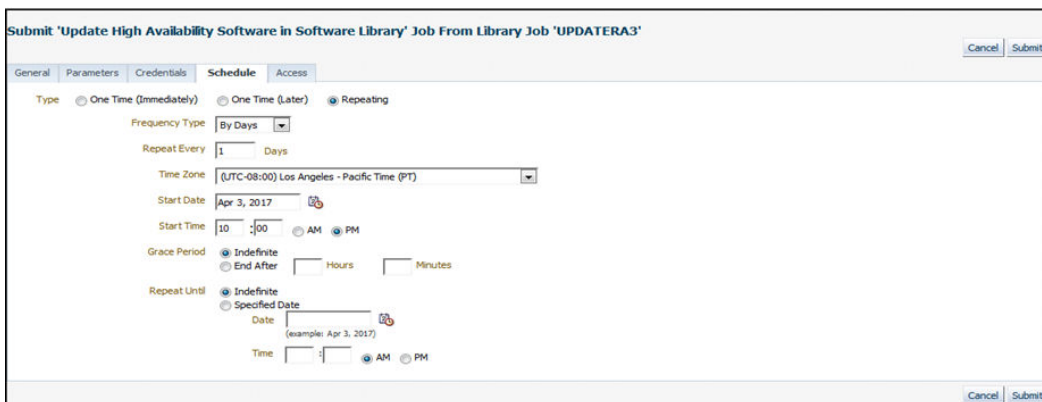 Submit 'Update High Availability Software in Software Library' Job From Library Job 'UPDATERA3'
Cancel Submit
General Parameters Credentials Schedule Access
Type One Time (Immediately) One Time (Later) Repeating
Frequency Type By Days
Repeat Every 1 Days
Time Zone (UTC-08:00) Los Angeles - Pacific Time (PT)
Start Date Apr 3, 2017
Start Time 10 :00 AM PM
Grace Period Indefinite
End After Hours Minutes
Repeat Until Indefinite
Specified Date
Date
(example: Apr 3, 2017)
Time : AM PM
Cancel Submit